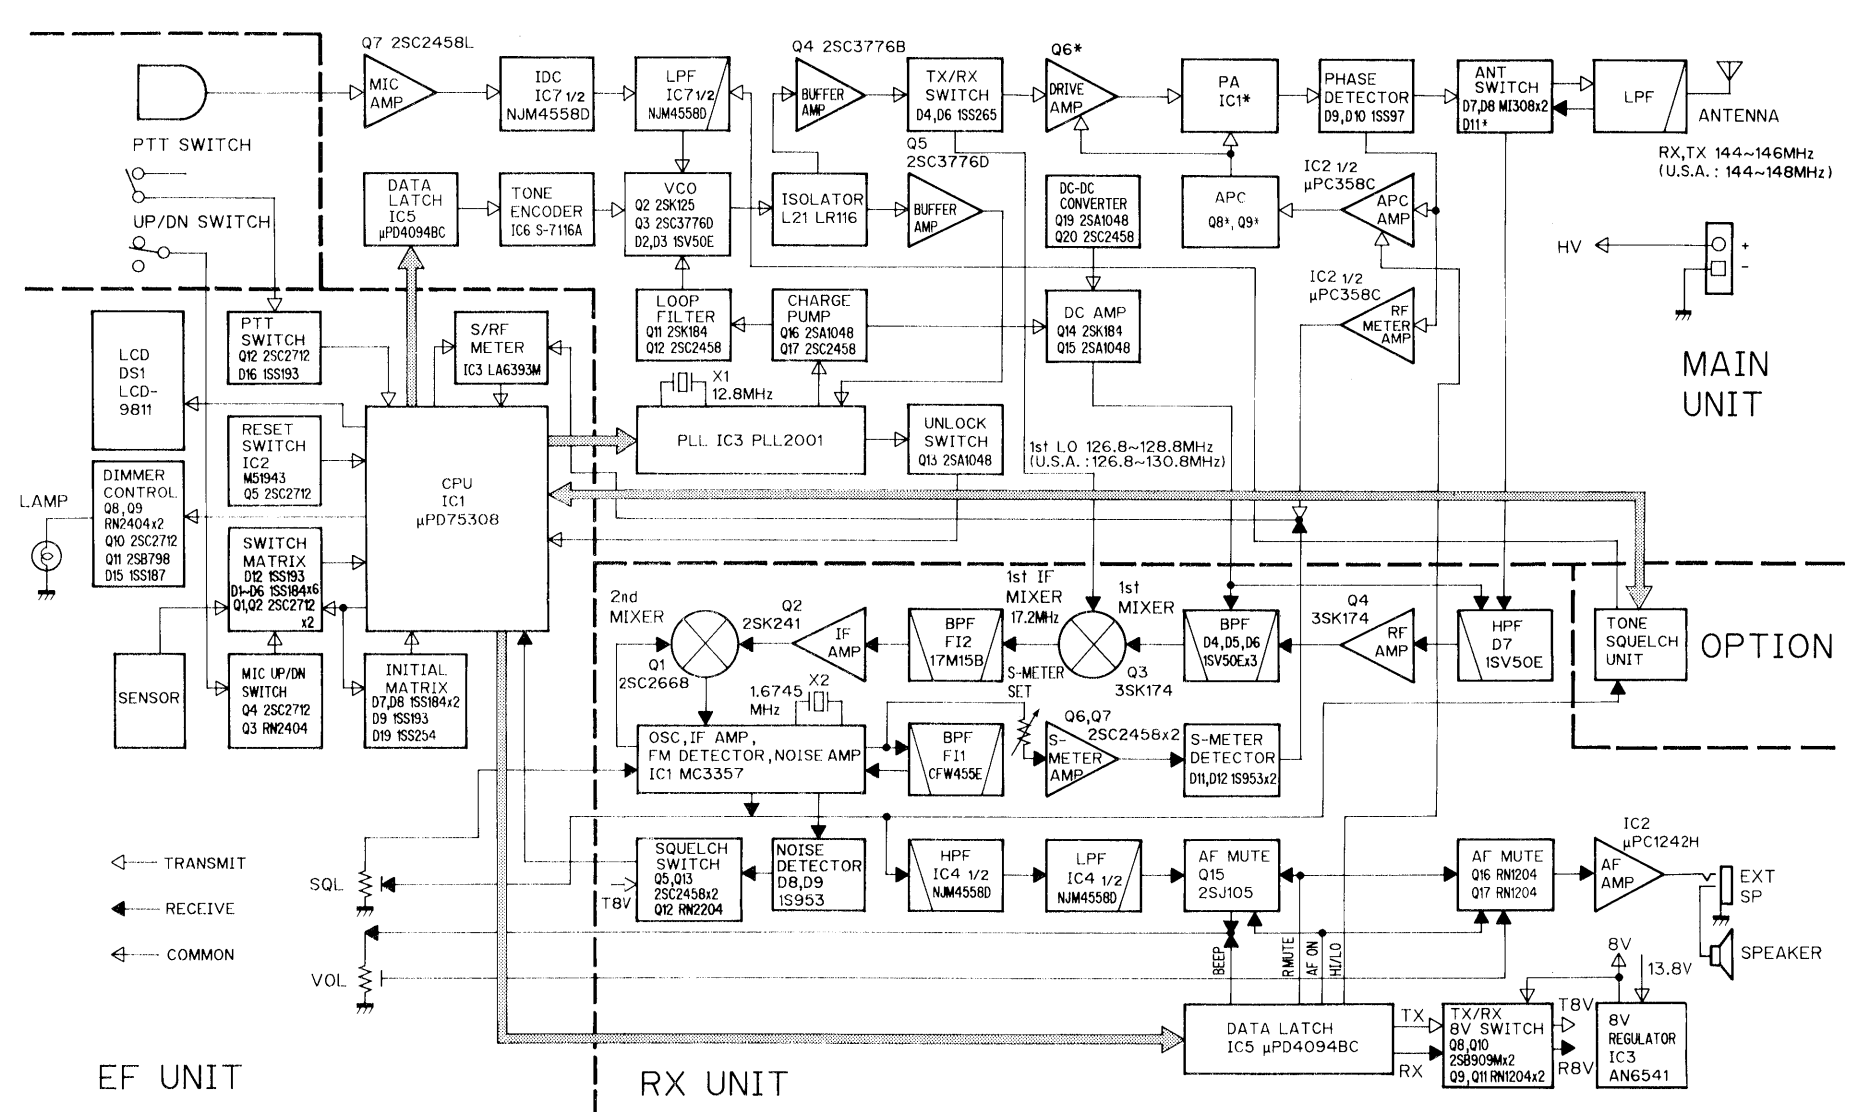 PTT SWITCH
UP/DN SWITCH
Q7 2SC2458L
MIC
AMP
IDC
IC7 1/2
NJM4558D
LPF
IC7 1/2
NJM4558D
Q4 2SC3776B
BUFFER
AMP
TX/RX
SWITCH
D4,D6 1SS265
Q6*
DRIVE
AMP
PA
IC1*
PHASE
DETECTOR
D9,D10 1SS97
ANT
SWITCH
D7,D8 MI308x2
D11*
LPF
ANTENNA
RX,TX 144~146MHz
(U.S.A.: 144~148MHz)
DATA
LATCH
IC5
μPD4094BC
TONE
ENCODER
IC6 S-7116A
VCO
Q2 2SK125
Q3 2SC3776D
D2,D3 1SV50E
ISOLATOR
L21 LR116
Q5
2SC3776D
BUFFER
AMP
DC-DC
CONVERTER
Q19 2SA1048
Q20 2SC2458
APC
Q8*, Q9*
IC2 1/2
μPC358C
APC
AMP
HV
+
-
MAIN
UNIT
LCD
DS1
LCD-
9811
PTT
SWITCH
Q12 2SC2712
D16 1SS193
S/RF
METER
IC3 LA6393M
LOOP
FILTER
Q11 2SK184
Q12 2SC2458
CHARGE
PUMP
Q16 2SA1048
Q17 2SC2458
DC AMP
Q14 2SK184
Q15 2SA1048
IC2 1/2
μPC358C
RF
METER
AMP
X1
12.8MHz
RESET
SWITCH
IC2
M51943
Q5 2SC2712
CPU
IC1
μPD75308
PLL IC3 PLL2001
UNLOCK
SWITCH
Q13 2SA1048
1st LO 126.8~128.8MHz
(U.S.A.:126.8~130.8MHz)
LAMP
DIMMER
CONTROL
Q8,Q9
RN2404x2
Q10 2SC2712
Q11 2SB798
D15 1SS187
SWITCH
MATRIX
D12 1SS193
D1~D6 1SS184x6
Q1,Q2 2SC2712
x2
SENSOR
MIC UP/DN
SWITCH
Q4 2SC2712
Q3 RN2404
INITIAL
MATRIX
D7,D8 1SS184x2
D9 1SS193
D19 1SS254
2nd
MIXER
Q1
2SC2668
Q2
2SK241
IF
AMP
BPF
FI2
17M15B
1st IF
MIXER
17.2MHz
1st
MIXER
Q3
3SK174
BPF
D4,D5,D6
1SV50Ex3
Q4
3SK174
RF
AMP
HPF
D7
1SV50E
TONE
SQUELCH
UNIT
OPTION
1.6745
MHz
X2
S-METER
SET
OSC,IF AMP,
FM DETECTOR,NOISE AMP
IC1 MC3357
BPF
FI1
CFW455E
Q6,Q7
2SC2458x2
S-
METER
AMP
S-METER
DETECTOR
D11,D12 1S953x2
TRANSMIT
RECEIVE
COMMON
SQL
VOL
SQUELCH
SWITCH
Q5,Q13
2SC2458x2
Q12 RN2204
T8V
NOISE
DETECTOR
D8,D9
1S953
HPF
IC4 1/2
NJM4558D
LPF
IC4 1/2
NJM4558D
AF MUTE
Q15
2SJ105
AF MUTE
Q16 RN1204
Q17 RN1204
IC2
μPC1242H
AF
AMP
EXT
SP
SPEAKER
BEEP
RMUTE
AF ON
HI/LO
8V
13.8V
DATA LATCH
IC5 μPD4094BC
TX
RX
TX/RX
8V SWITCH
Q8,Q10
2SB909Mx2
Q9,Q11 RN1204x2
T8V
R8V
8V
REGULATOR
IC3
AN6541
EF UNIT
RX UNIT